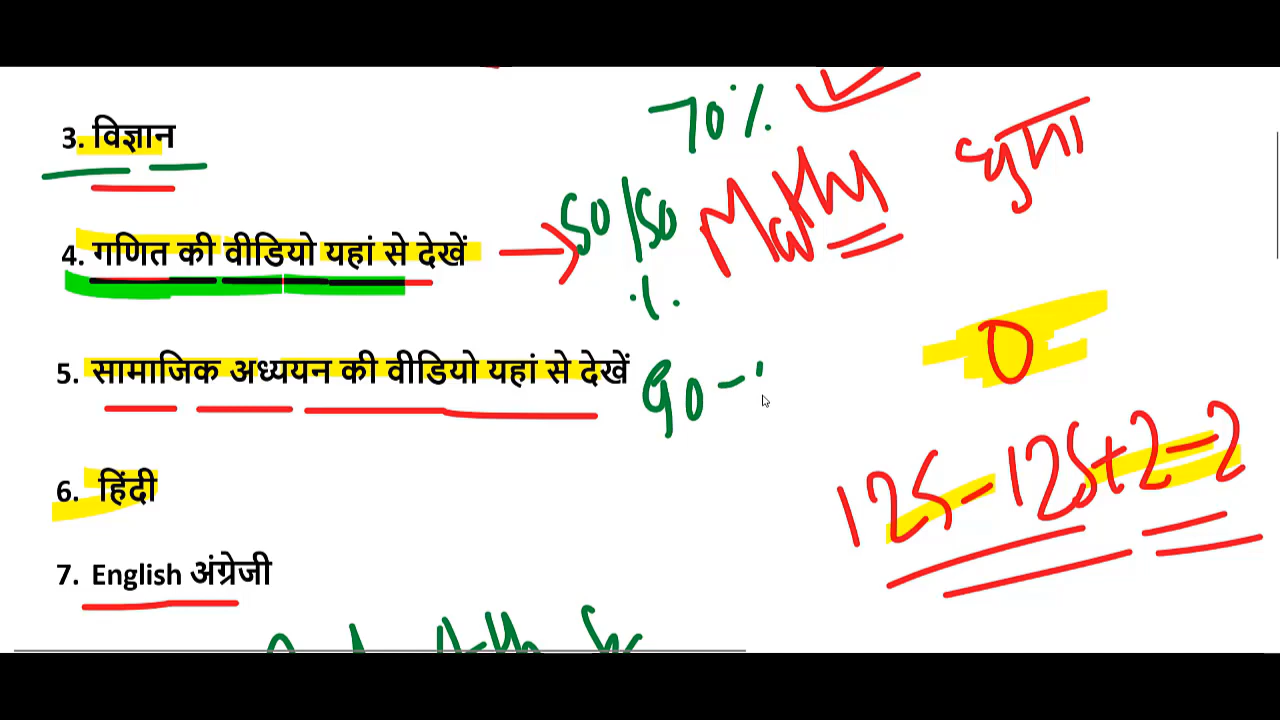 70%
3. विज्ञान
Maths
50/50
%
4. गणित की वीडियो यहां से देखें
0
5. सामाजिक अध्ययन की वीडियो यहां से देखें
90 -
125-125+2-2
6. हिंदी
7. English अंग्रेजी